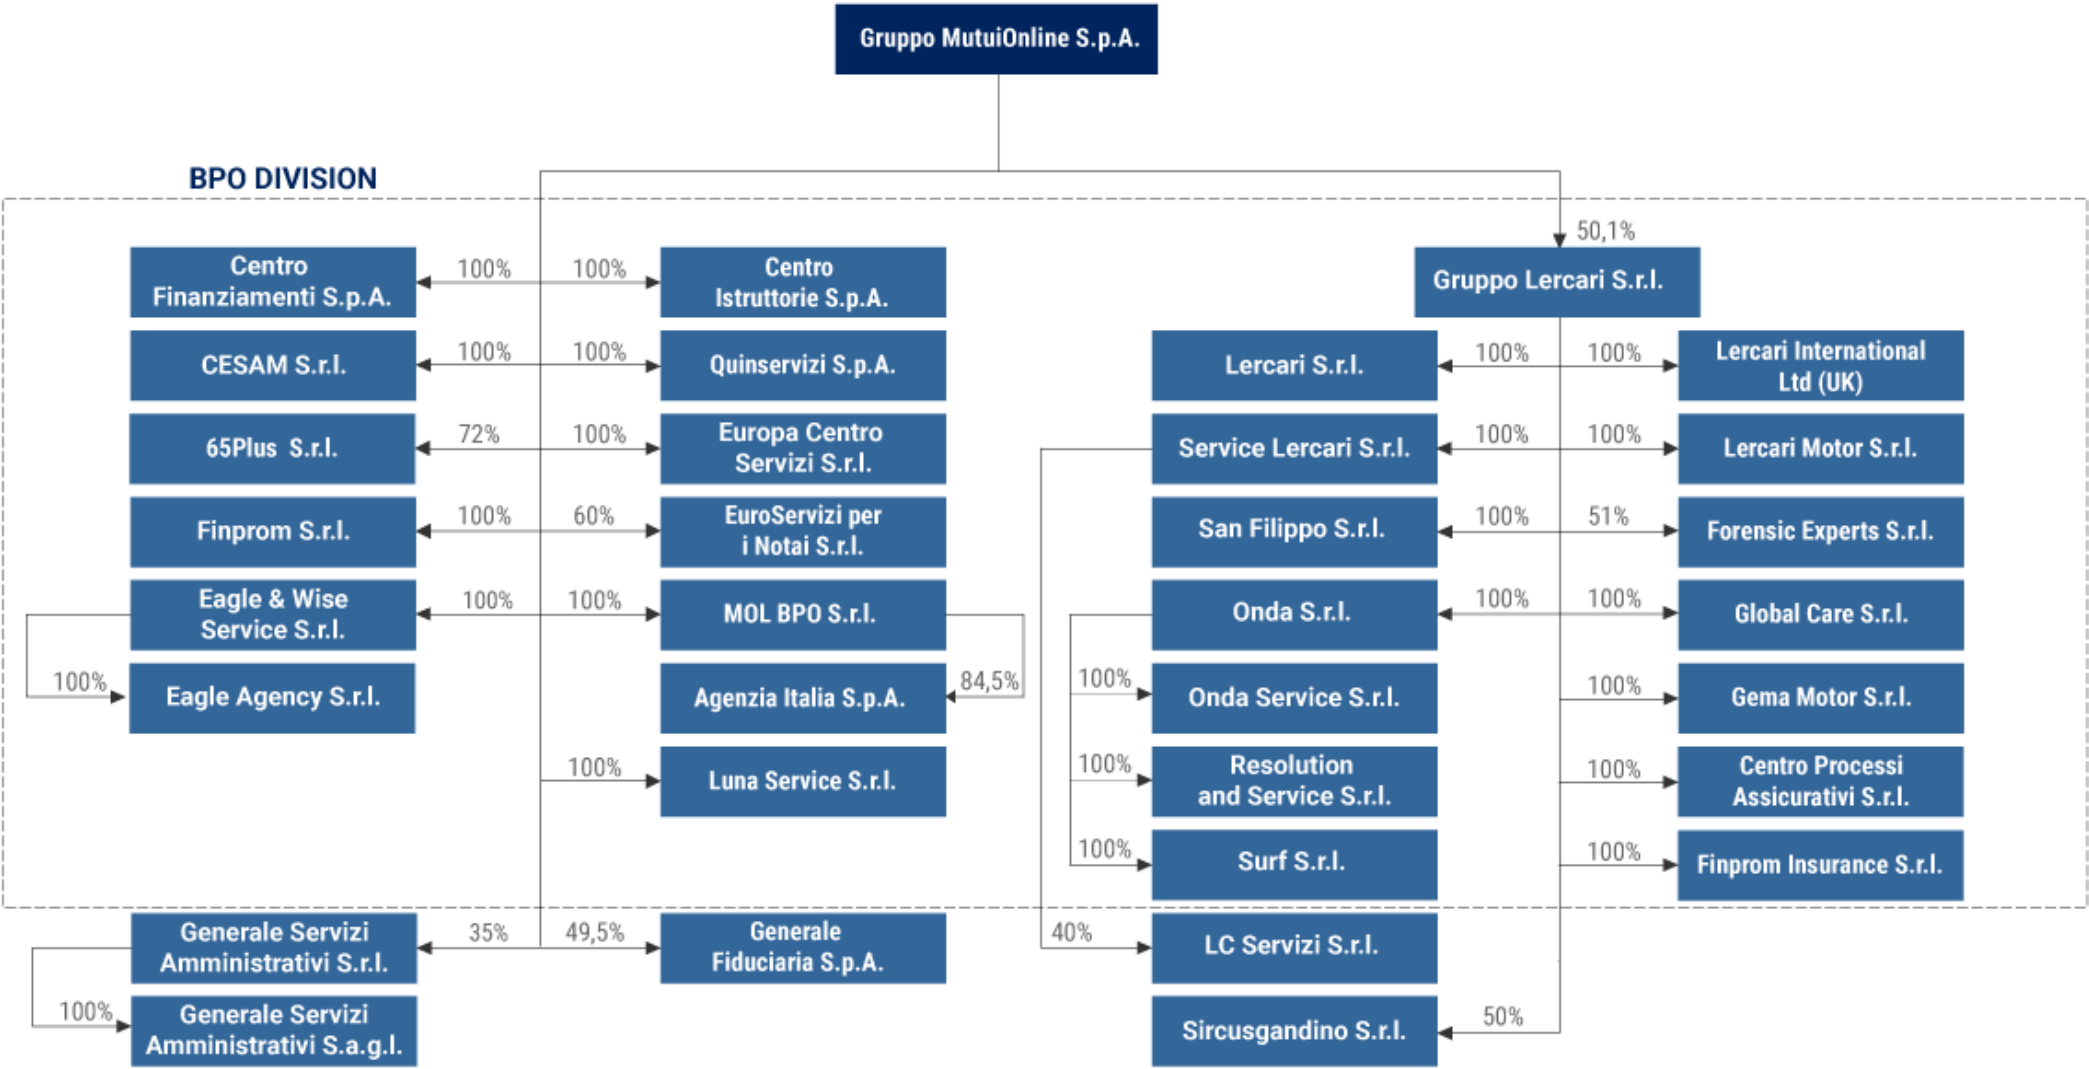 Gruppo MutuiOnline S.p.A.
BPO DIVISION
50,1%
Gruppo Lercari S.r.l.
Centro
Finanziamenti S.p.A.
100%
100%
Centro
Istruttorie S.p.A.
CESAM S.r.l.
100%
100%
Quinservizi S.p.A.
65Plus S.r.l.
72%
100%
Europa Centro
Servizi S.r.l.
Finprom S.r.l.
100%
60%
EuroServizi per
i Notai S.r.l.
Eagle & Wise
Service S.r.l.
100%
100%
MOL BPO S.r.l.
100%
Eagle Agency S.r.l.
Agenzia Italia S.p.A.
84,5%
100%
Luna Service S.r.l.
Lercari S.r.l.
100%
100%
Lercari International
Ltd (UK)
Service Lercari S.r.l.
100%
100%
Lercari Motor S.r.l.
San Filippo S.r.l.
100%
51%
Forensic Experts S.r.l.
Onda S.r.l.
100%
100%
Global Care S.r.l.
100%
Onda Service S.r.l.
100%
Gema Motor S.r.l.
100%
Resolution
and Service S.r.l.
100%
Centro Processi
Assicurativi S.r.l.
100%
Surf S.r.l.
100%
Finprom Insurance S.r.l.
Generale Servizi
Amministrativi S.r.l.
35%
49,5%
Generale
Fiduciaria S.p.A.
40%
LC Servizi S.r.l.
100%
Generale Servizi
Amministrativi S.a.g.l.
Sircusgandino S.r.l.
50%